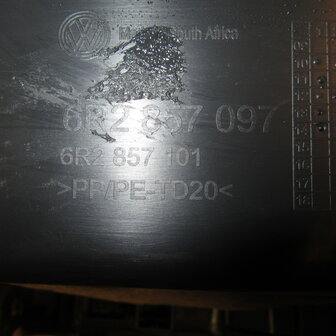 South Africa
6R2 857 097
6R2 857 101
>PP/PE-TD20<